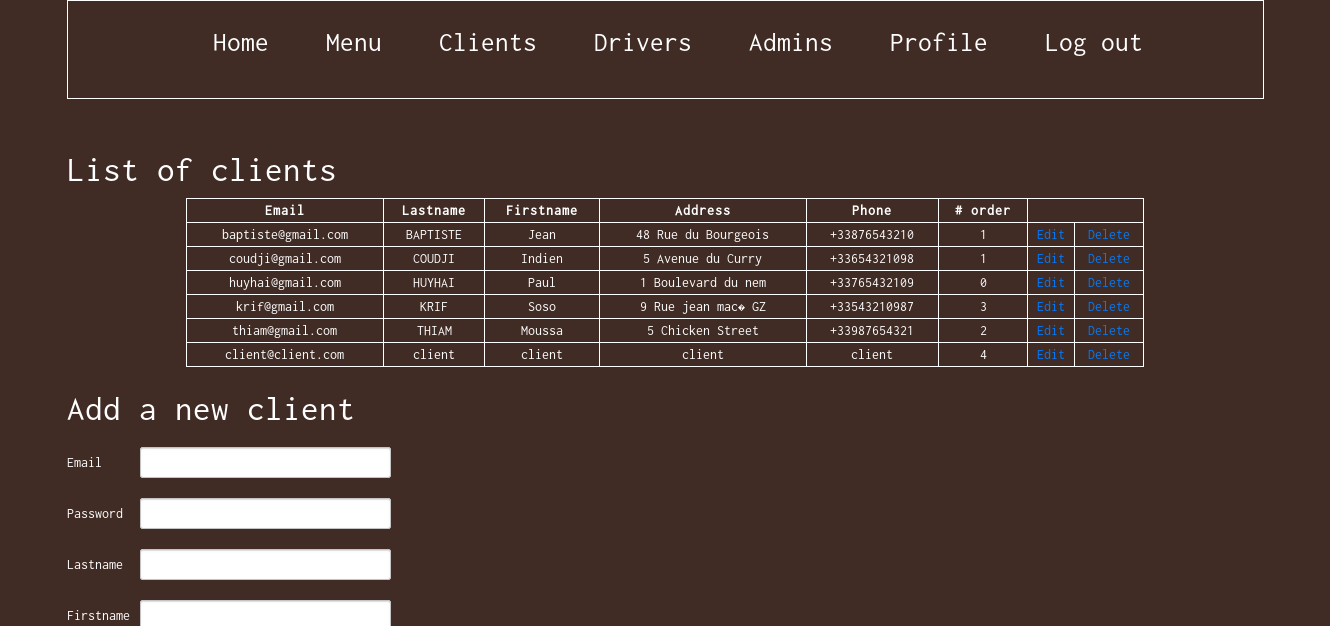 Home Menu Clients Drivers Admins Profile Log out
List of clients
Email Lastname Firstname Address Phone # order
baptiste@gmail.com BAPTISTE Jean 48 Rue du Bourgeois +33876543210 1 Edit Delete
coudji@gmail.com COUDJI Indien 5 Avenue du Curry +33654321098 1 Edit Delete
huyhai@gmail.com HUYHAI Paul 1 Boulevard du nem +33765432109 0 Edit Delete
krif@gmail.com KRIF Soso 9 Rue jean mac� GZ +33543210987 3 Edit Delete
thiam@gmail.com THIAM Moussa 5 Chicken Street +33987654321 2 Edit Delete
client@client.com client client client client 4 Edit Delete
Add a new client
Email
Password
Lastname
Firstname